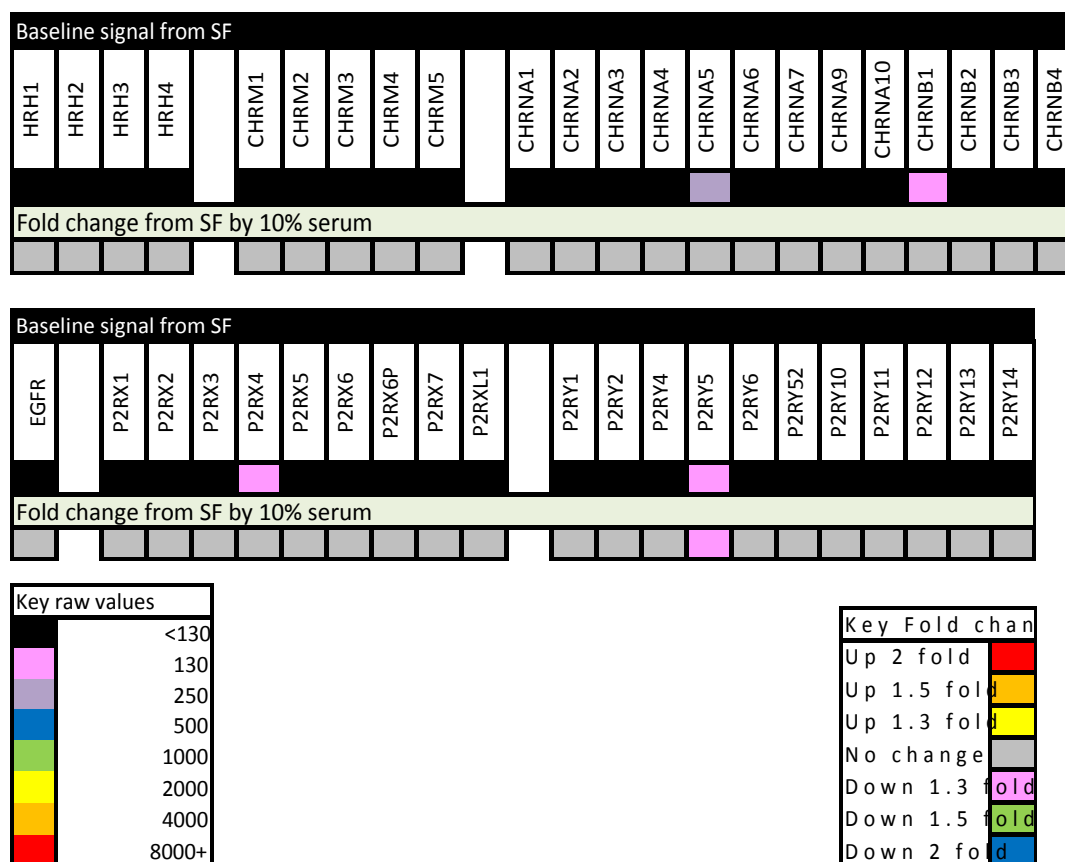 Baseline signal from SF
HRH1 HRH2 HRH3 HRH4 CHRM1 CHRM2 CHRM3 CHRM4 CHRM5 CHRNA1 CHRNA2 CHRNA3 CHRNA4 CHRNA5 CHRNA6 CHRNA7 CHRNA9 CHRNA10 CHRNB1 CHRNB2 CHRNB3 CHRNB4
Fold change from SF by 10% serum
Baseline signal from SF
EGFR P2RX1 P2RX2 P2RX3 P2RX4 P2RX5 P2RX6 P2RX6P P2RX7 P2RXL1 P2RY1 P2RY2 P2RY4 P2RY5 P2RY6 P2RY52 P2RY10 P2RY11 P2RY12 P2RY13 P2RY14
Fold change from SF by 10% serum
Key raw values
<130
130
250
500
1000
2000
4000
8000+
Key Fold chan
Up 2 fold
Up 1.5 fold
Up 1.3 fold
No change
Down 1.3 fold
Down 1.5 fold
Down 2 fold